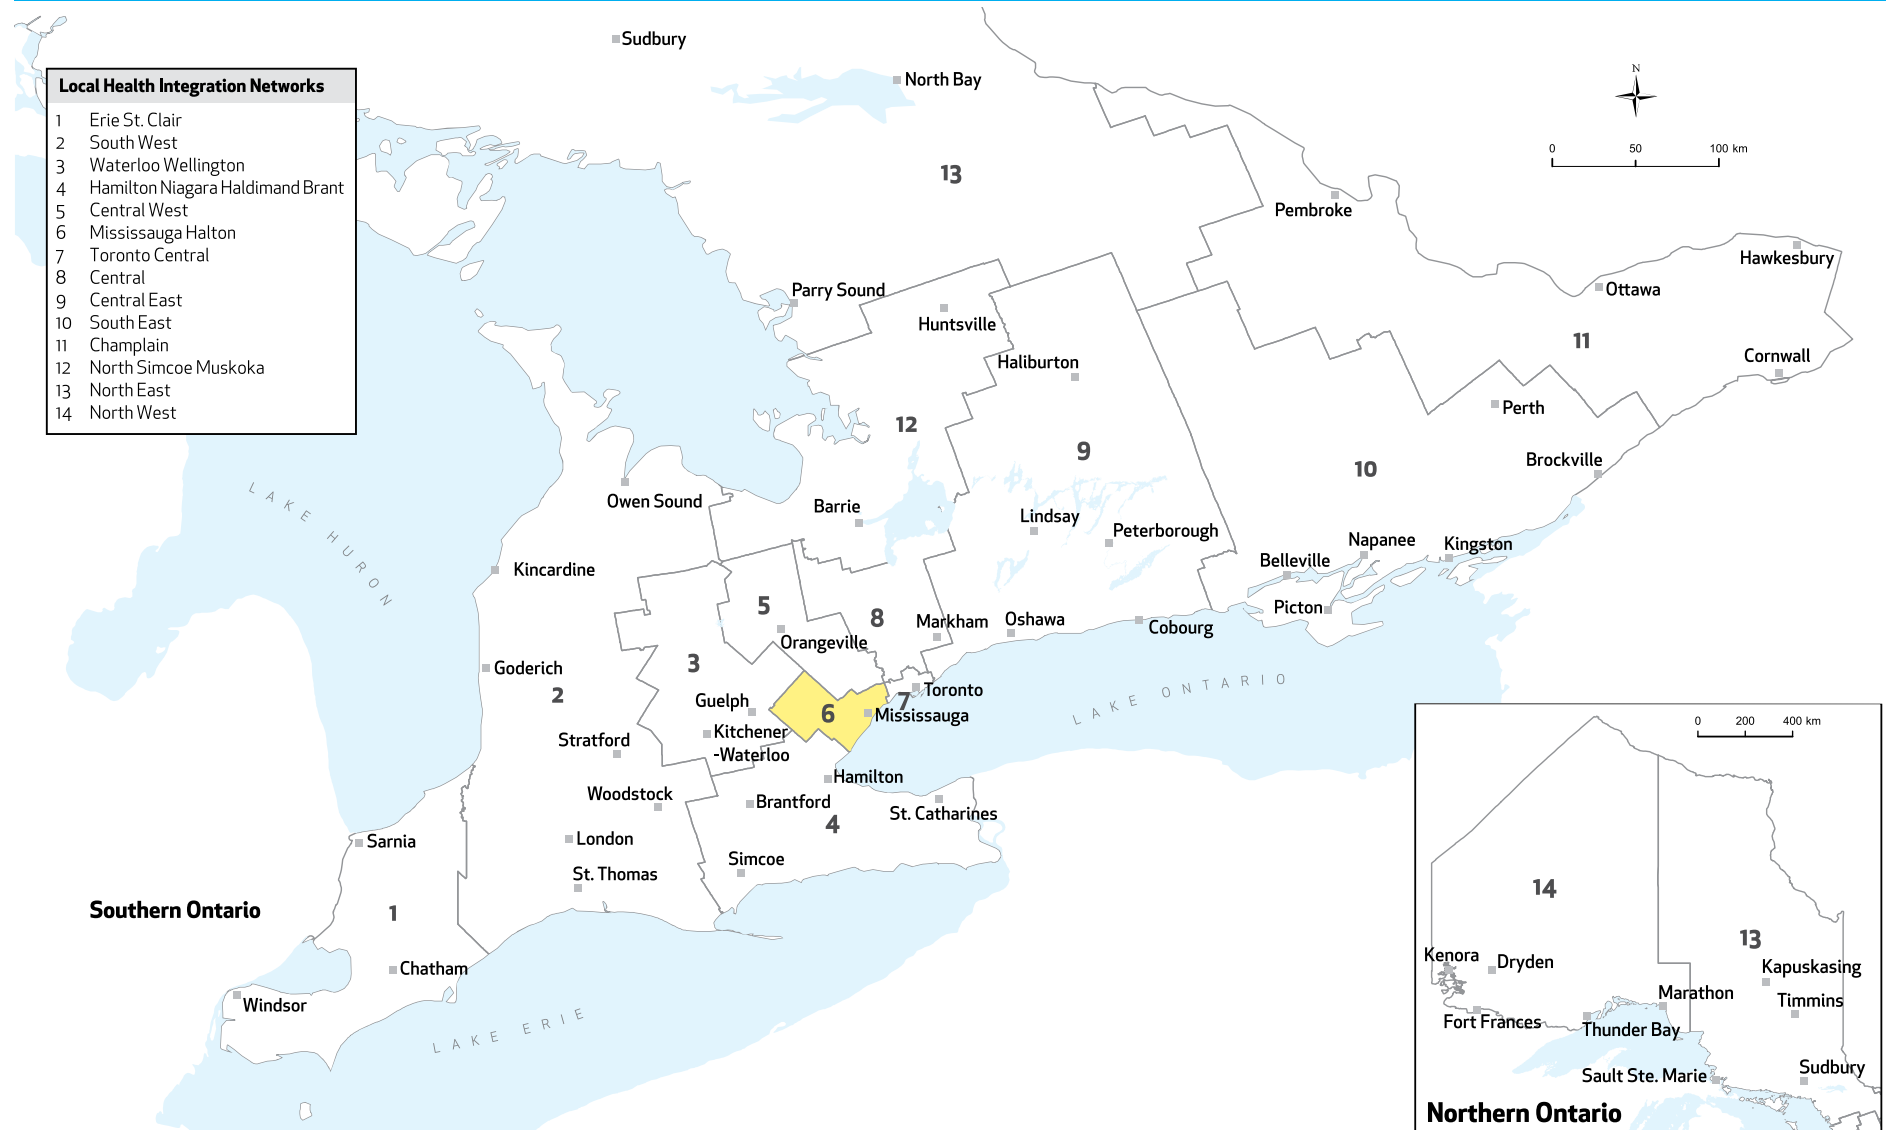 Sudbury
North Bay
N
0 50 100 km
Local Health Integration Networks
1 Erie St. Clair
2 South West
3 Waterloo Wellington
4 Hamilton Niagara Haldimand Brant
5 Central West
6 Mississauga Halton
7 Toronto Central
8 Central
9 Central East
10 South East
11 Champlain
12 North Simcoe Muskoka
13 North East
14 North West
13
Pembroke
Hawkesbury
Parry Sound
Ottawa
Huntsville
11
Haliburton
Cornwall
Perth
12
9
10
Brockville
Owen Sound
LAKE HURON
Barrie
Lindsay
Peterborough
Napanee
Kingston
Belleville
Kincardine
5
8
Picton
Markham
Oshawa
Cobourg
Orangeville
3
Goderich
2
LAKE ONTARIO
Toronto
7
Guelph
6
Mississauga
Kitchener
-Waterloo
Stratford
Hamilton
Woodstock
Brantford
St. Catharines
4
London
Sarnia
Simcoe
St. Thomas
Southern Ontario
1
Chatham
Windsor
LAKE ERIE
0 200 400 km
14
13
Kenora
Dryden
Kapuskasing
Marathon
Timmins
Fort Frances
Thunder Bay
Sault Ste. Marie
Sudbury
Northern Ontario